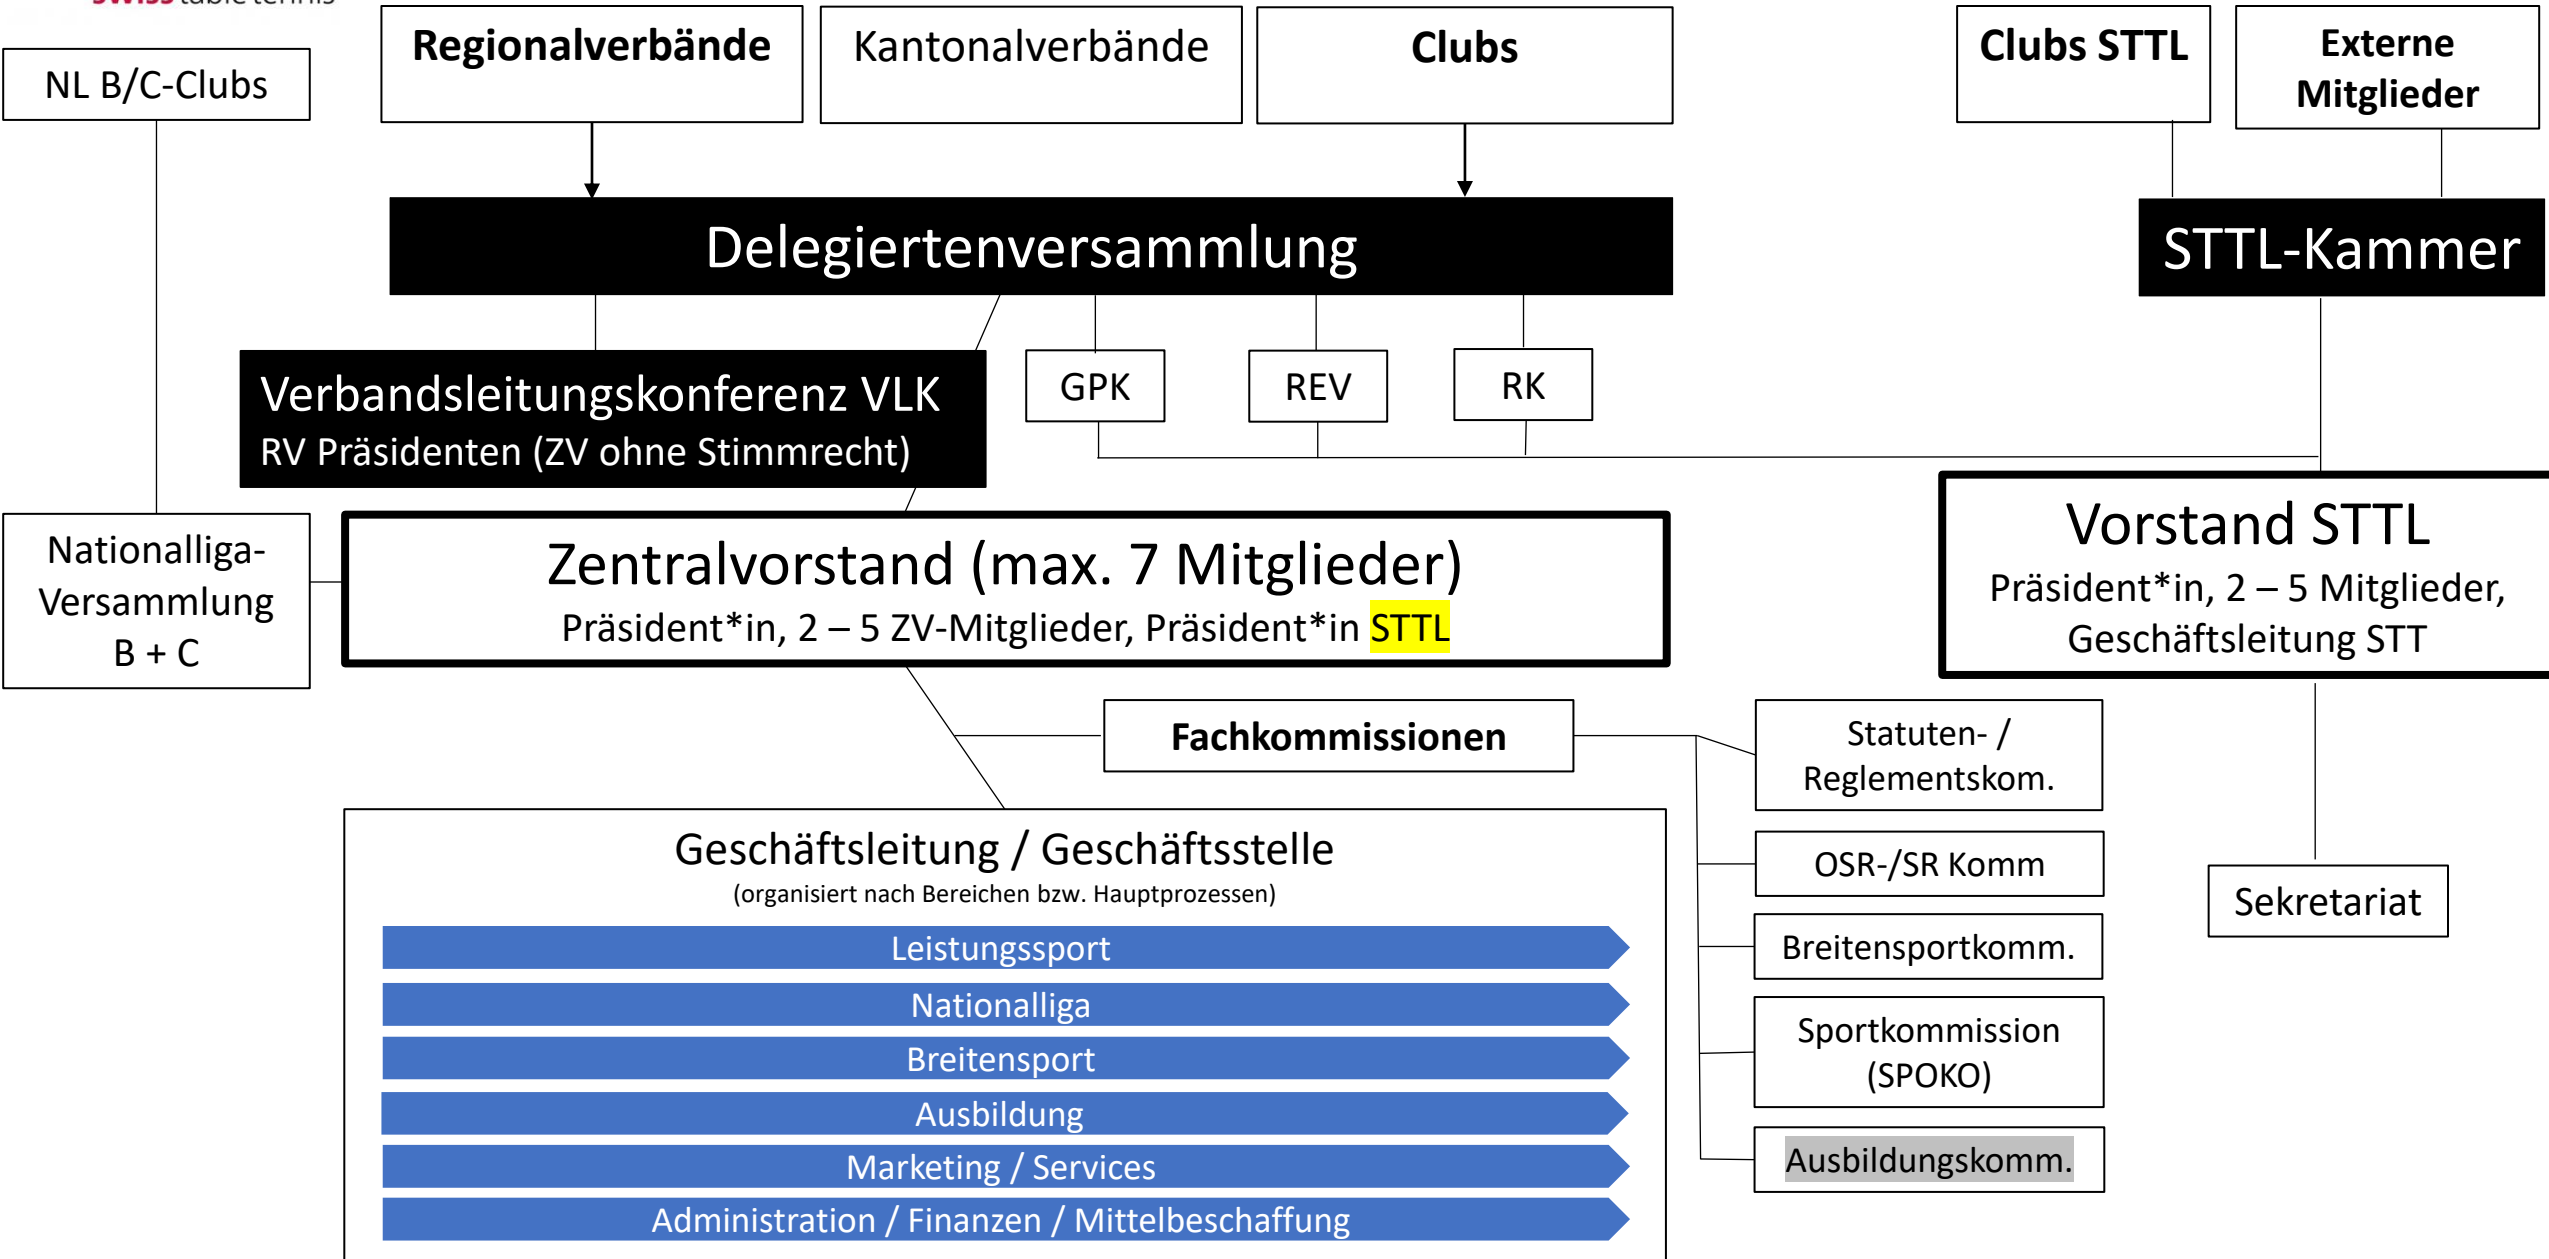 swiss table tennis
Regionalverbände
Kantonalverbände
Clubs
Clubs STTL
Externe
Mitglieder
NL B/C-Clubs
Delegiertenversammlung
STTL-Kammer
Verbandsleitungskonferenz VLK
RV Präsidenten (ZV ohne Stimmrecht)
GPK
REV
RK
Nationalliga-
Versammlung
B + C
Zentralvorstand (max. 7 Mitglieder)
Präsident*in, 2 – 5 ZV-Mitglieder, Präsident*in STTL
Vorstand STTL
Präsident*in, 2 – 5 Mitglieder,
Geschäftsleitung STT
Fachkommissionen
Statuten- /
Reglementskom.
OSR-/SR Komm
Breitensportkomm.
Sportkommission
(SPOKO)
Ausbildungskomm.
Sekretariat
Geschäftsleitung / Geschäftsstelle
(organisiert nach Bereichen bzw. Hauptprozessen)
Leistungssport
Nationalliga
Breitensport
Ausbildung
Marketing / Services
Administration / Finanzen / Mittelbeschaffung